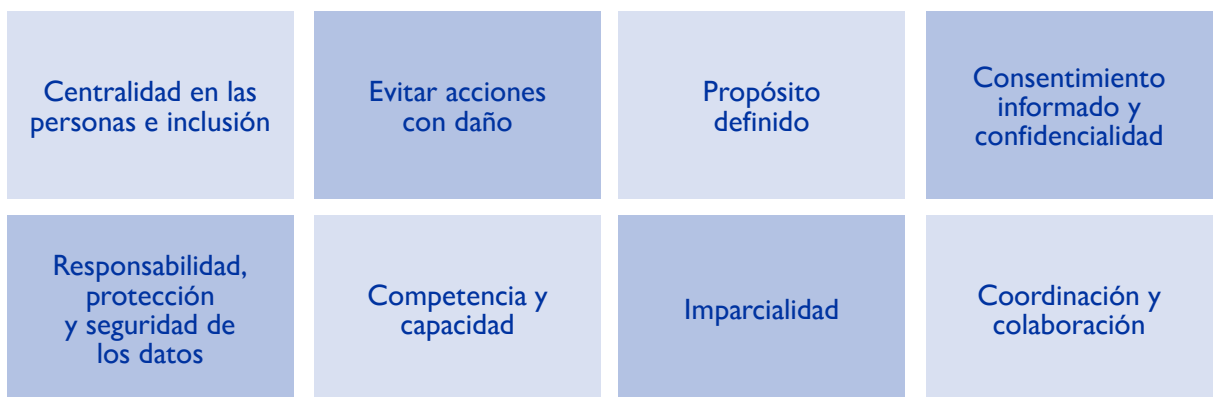 Centralidad en las
personas e inclusión
Evitar acciones
con daño
Propósito
definido
Consentimiento
informado y
confidencialidad
Responsabilidad,
protección
y seguridad de
los datos
Competencia y
capacidad
Imparcialidad
Coordinación y
colaboración